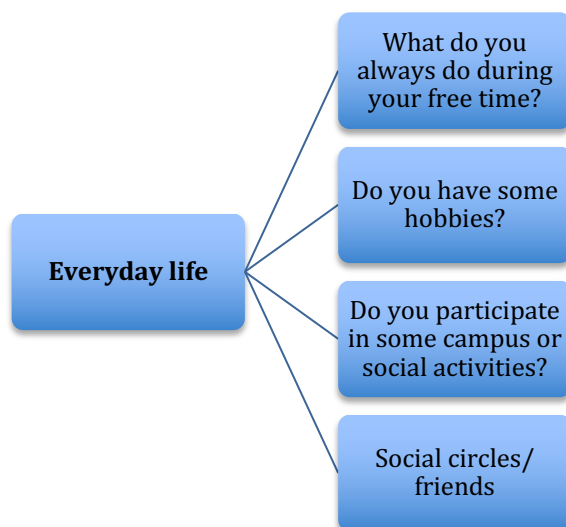 What do you
always do during
your free time?
Do you have some
hobbies?
Everyday life
Do you participate
in some campus or
social activities?
Social circles/
friends